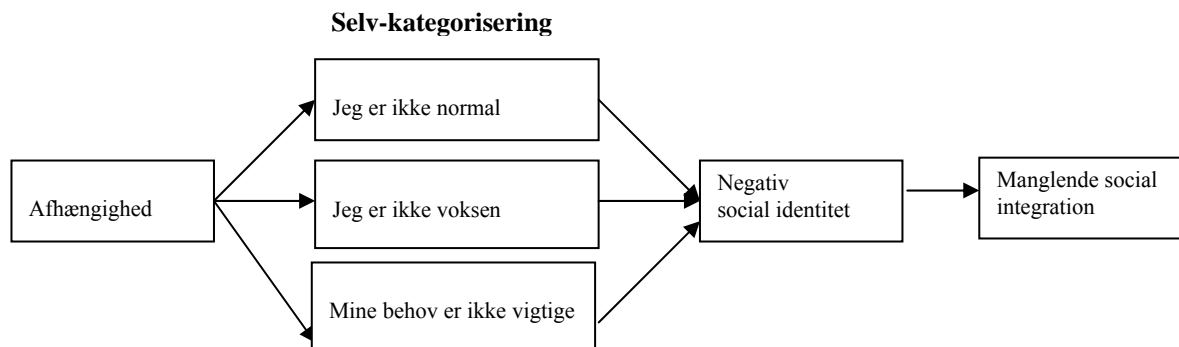 Selv-kategorisering
Jeg er ikke normal
Afhængighed
Jeg er ikke voksen
Mine behov er ikke vigtige
Negativ
social identitet
Manglende social
integration